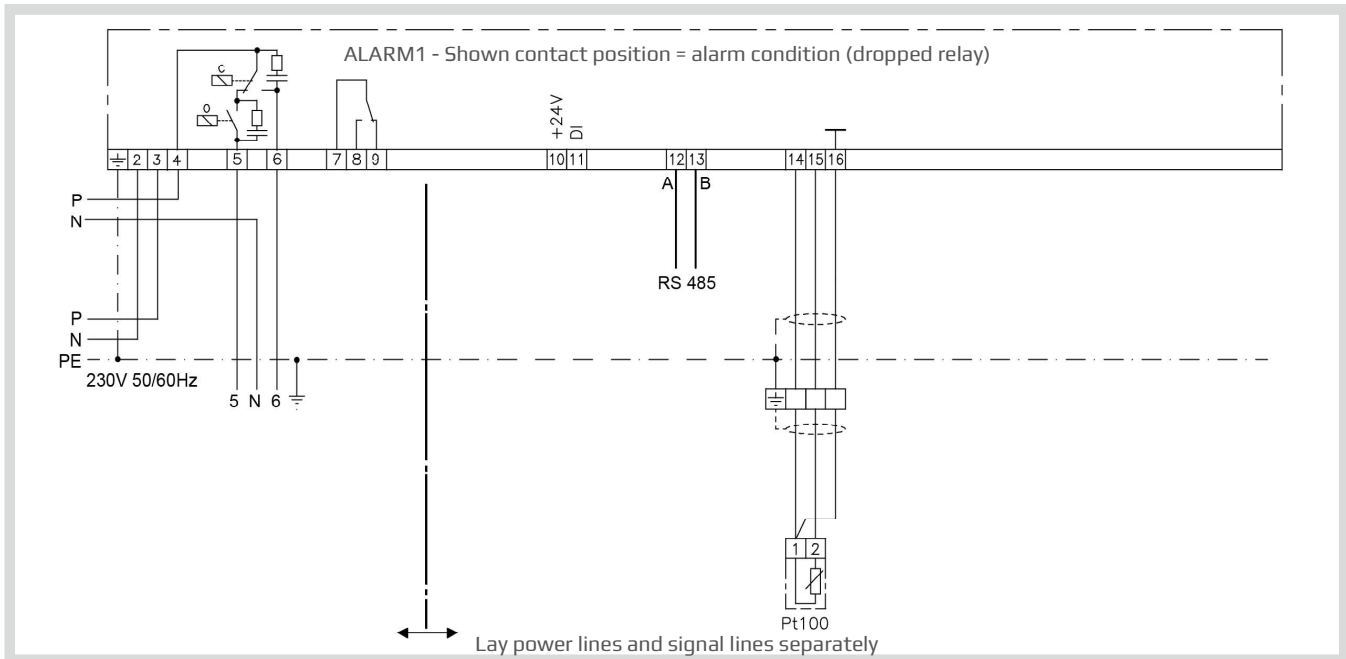 ALARM1 - Shown contact position = alarm condition (dropped relay)
C
O
+24V
DI
2 3 4 5 6 7 8 9 10 11 12 13 14 15 16
A B
P
N
RS 485
P
N
PE
230V 50/60Hz
5 N 6
1 2
Pt100
Lay power lines and signal lines separately